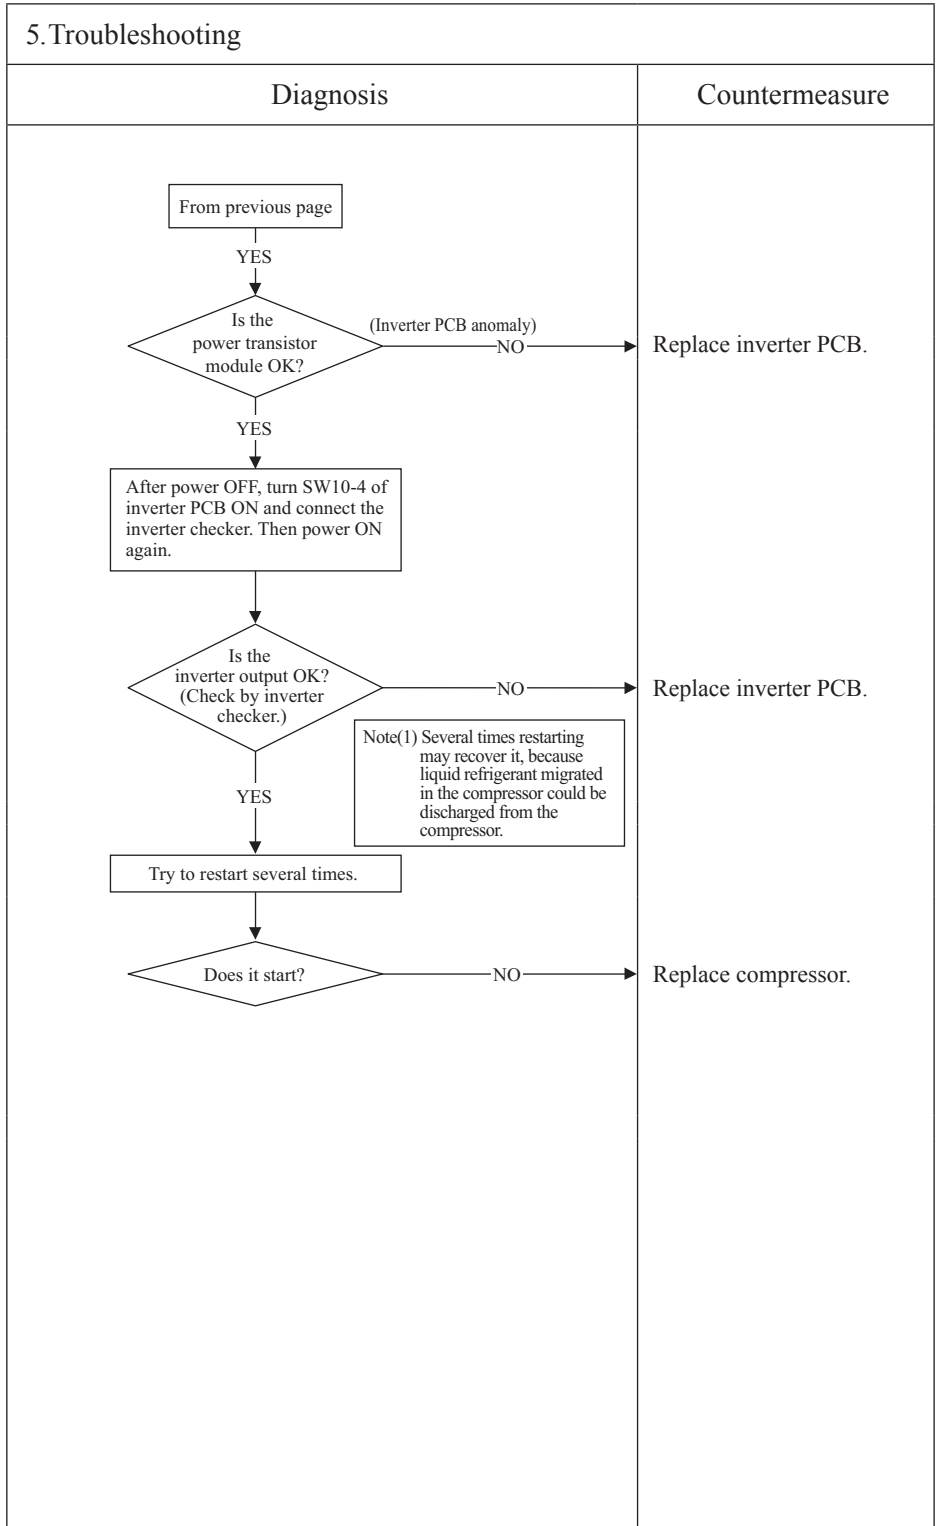 5.Troubleshooting
Diagnosis
Countermeasure
From previous page
YES
Is the
power transistor
module OK?
(Inverter PCB anomaly)
NO
Replace inverter PCB.
YES
After power OFF, turn SW10-4 of
inverter PCB ON and connect the
inverter checker. Then power ON
again.
Is the
inverter output OK?
(Check by inverter
checker.)
NO
Replace inverter PCB.
Note(1) Several times restarting
may recover it, because
liquid refrigerant migrated
in the compressor could be
discharged from the
compressor.
YES
Try to restart several times.
Does it start?
NO
Replace compressor.